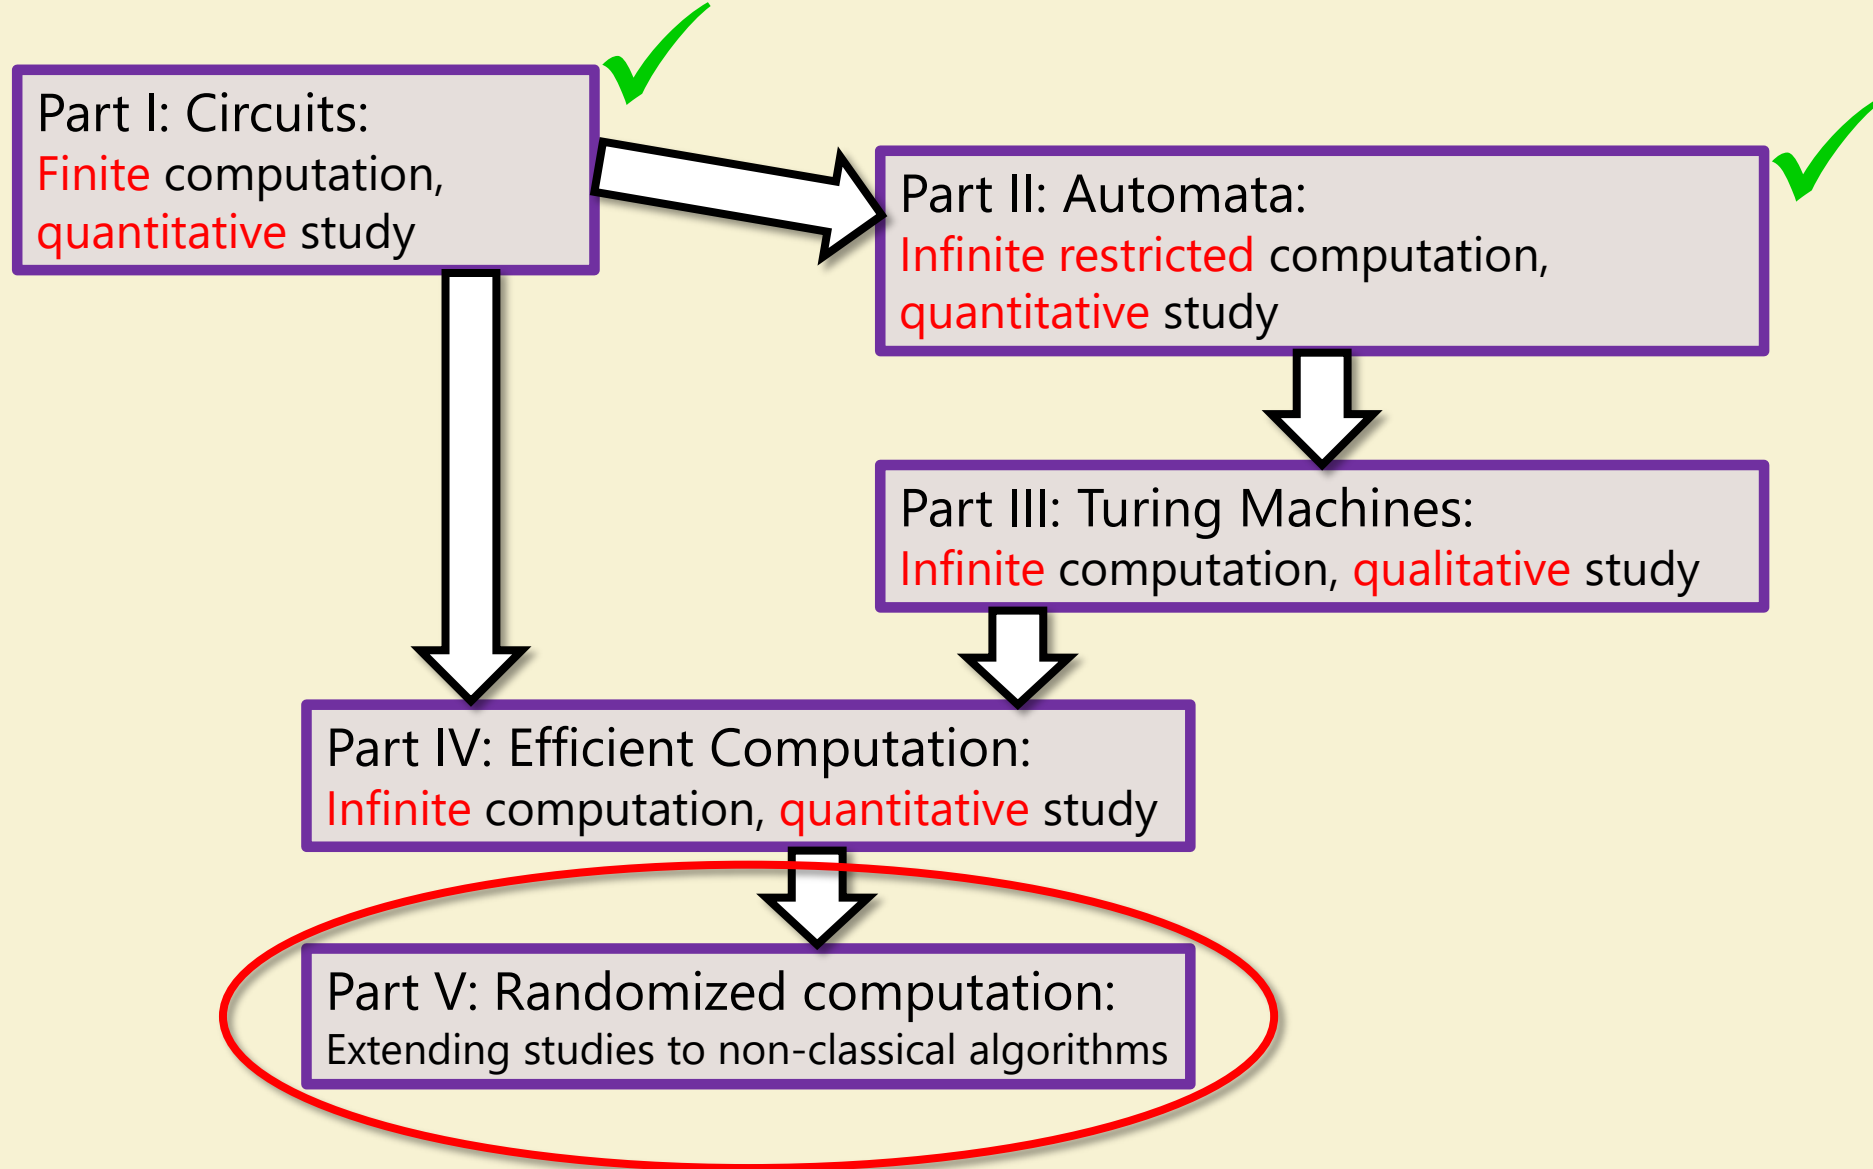 Part I: Circuits:
Finite computation,
quantitative study
Part II: Automata:
Infinite restricted computation,
quantitative study
Part III: Turing Machines:
Infinite computation, qualitative study
Part IV: Efficient Computation:
Infinite computation, quantitative study
Part V: Randomized computation:
Extending studies to non-classical algorithms